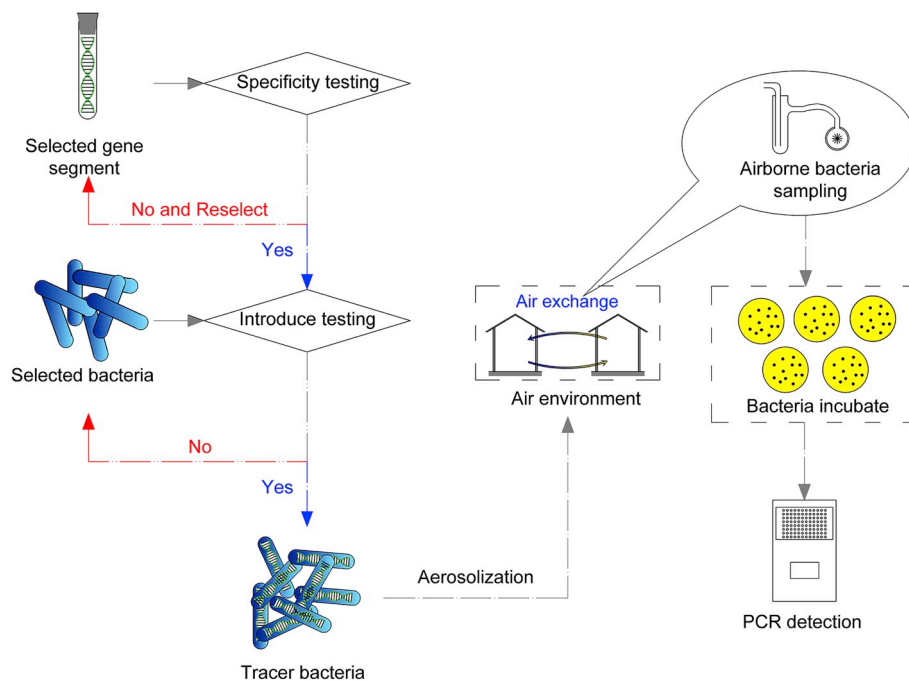 Specificity testing
Selected gene
segment
No and Reselect
Yes
Introduce testing
Selected bacteria
No
Yes
Tracer bacteria
Aerosolization
Air exchange
Air environment
Airborne bacteria
sampling
Bacteria incubate
PCR detection